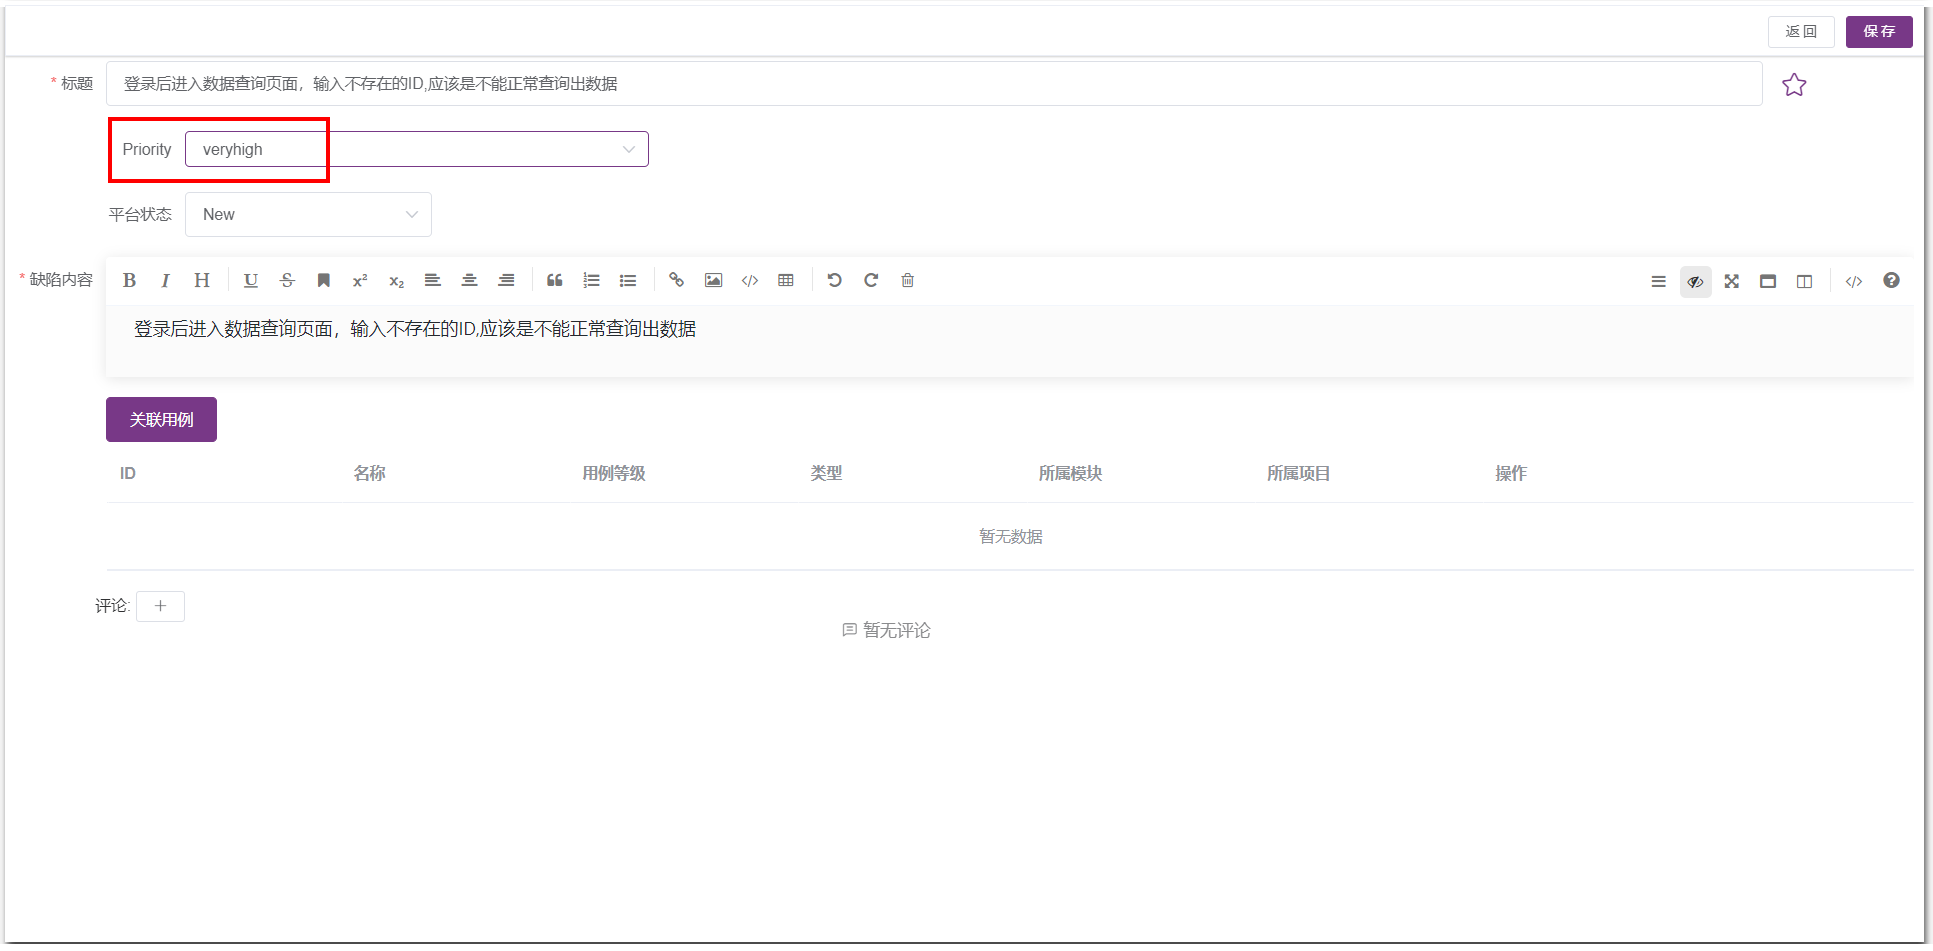 返回 保存
* 标题 登录后进入数据查询页面，输入不存在的ID,应该是不能正常查询出数据
Priority veryhigh
平台状态 New
* 缺陷内容
登录后进入数据查询页面，输入不存在的ID,应该是不能正常查询出数据
关联用例
ID 名称 用例等级 类型 所属模块 所属项目 操作
暂无数据
评论: +
暂无评论